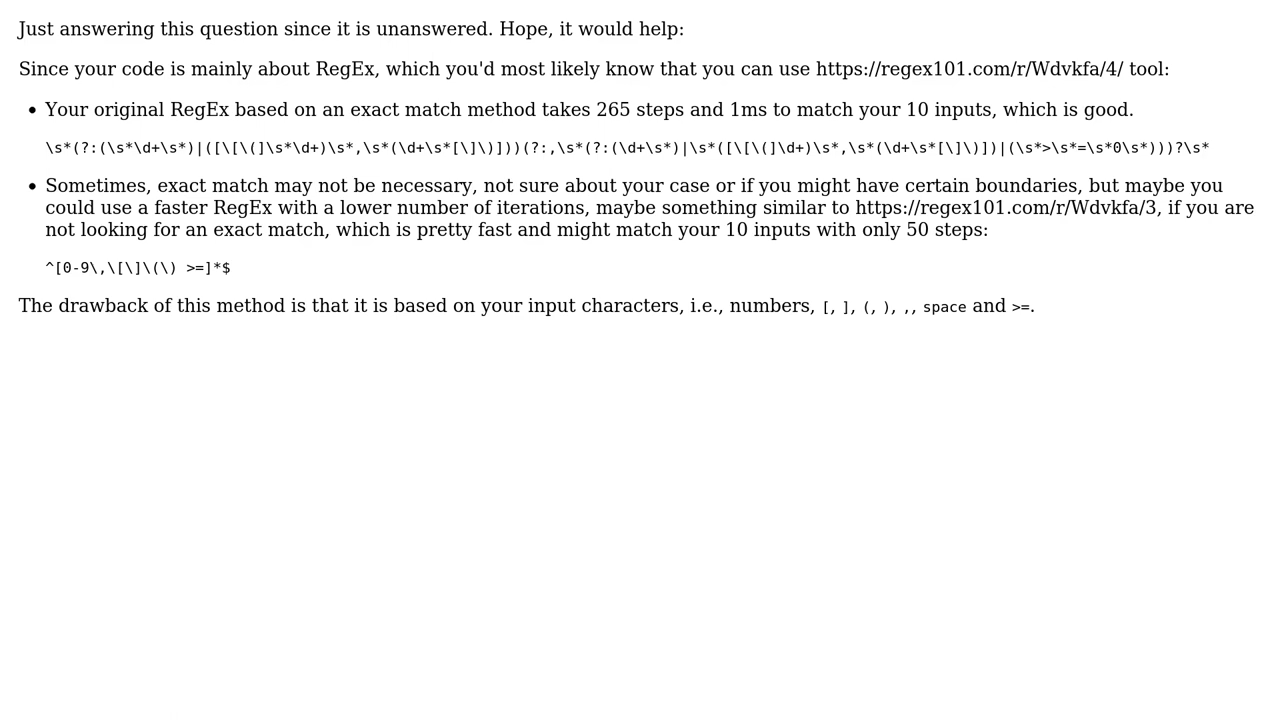 Just answering this question since it is unanswered. Hope, it would help:
Since your code is mainly about RegEx, which you'd most likely know that you can use https://regex101.com/r/Wdvkfa/4/ tool:
• Your original RegEx based on an exact match method takes 265 steps and 1ms to match your 10 inputs, which is good.
\s*(?:(\s*\d+\s*)|([\[\(]\s*\d+)\s*,\s*(\d+\s*[\]\)]))(?:,\s*(?:(\d+\s*)|\s*([\[\(]\d+)\s*,\s*(\d+\s*[\]\)])|(\s*>\s*=\s*0\s*)))?\s*
• Sometimes, exact match may not be necessary, not sure about your case or if you might have certain boundaries, but maybe you
could use a faster RegEx with a lower number of iterations, maybe something similar to https://regex101.com/r/Wdvkfa/3, if you are
not looking for an exact match, which is pretty fast and might match your 10 inputs with only 50 steps:
^[0-9\,\[\]\(\) >=]*$
The drawback of this method is that it is based on your input characters, i.e., numbers, [, ], (, ), ,, space and >=.